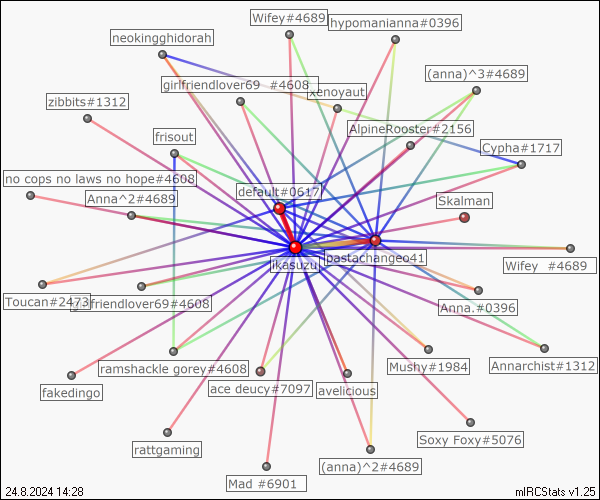 Wifey#4689
hypomanianna#0396
neokingghidorah
(anna)^3#4689
girlfriendlover69 #4608
xenoyaut
zibbits#1312
AlpineRooster#2156
frisout
Cypha#1717
no cops no laws no hope#4608
default#0617
Anna^2#4689
Skalman
ikasuzu
pastachangeo41
Wifey #4689
Toucan#2473
friendlover69#4608
Anna.#0396
ramshackle gorey#4608
Mushy#1984
Annarchist#1312
fakedingo
ace deucy#7097
avelicious
rattgaming
Soxy Foxy#5076
(anna)^2#4689
Mad #6901
24.8.2024 14:28
mIRCStats v1.25